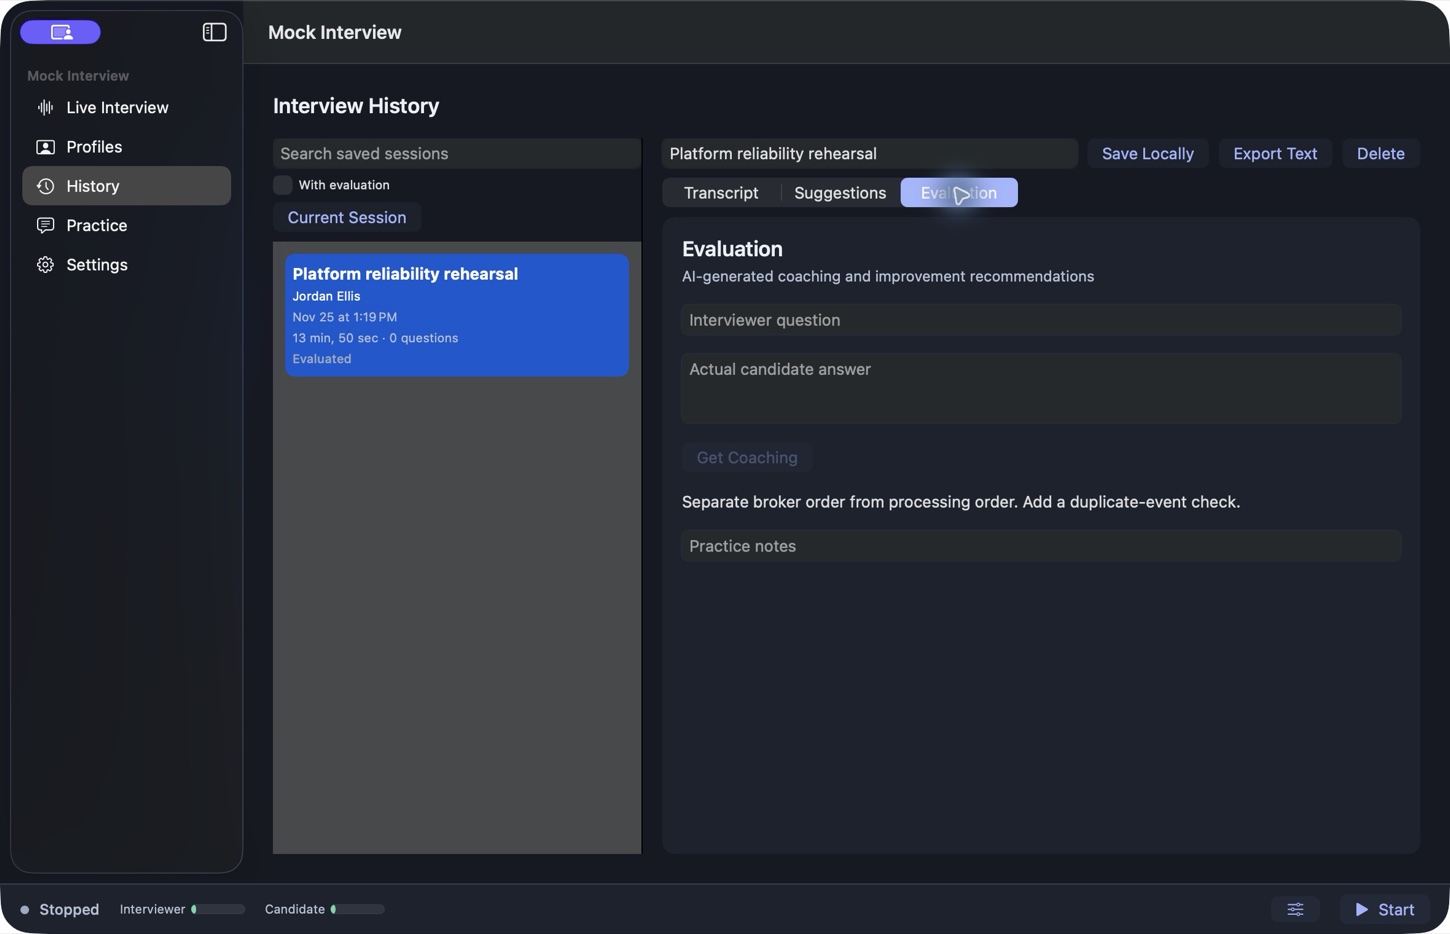 Mock Interview
Mock Interview
Live Interview
Profiles
History
Practice
Settings
Interview History
Search saved sessions
With evaluation
Current Session
Platform reliability rehearsal
Jordan Ellis
Nov 25 at 1:19 PM
13 min, 50 sec · 0 questions
Evaluated
Platform reliability rehearsal
Save Locally
Export Text
Delete
Transcript
Suggestions
Evaluation
Evaluation
AI-generated coaching and improvement recommendations
Interviewer question
Actual candidate answer
Get Coaching
Separate broker order from processing order. Add a duplicate-event check.
Practice notes
Stopped
Interviewer
Candidate
Start